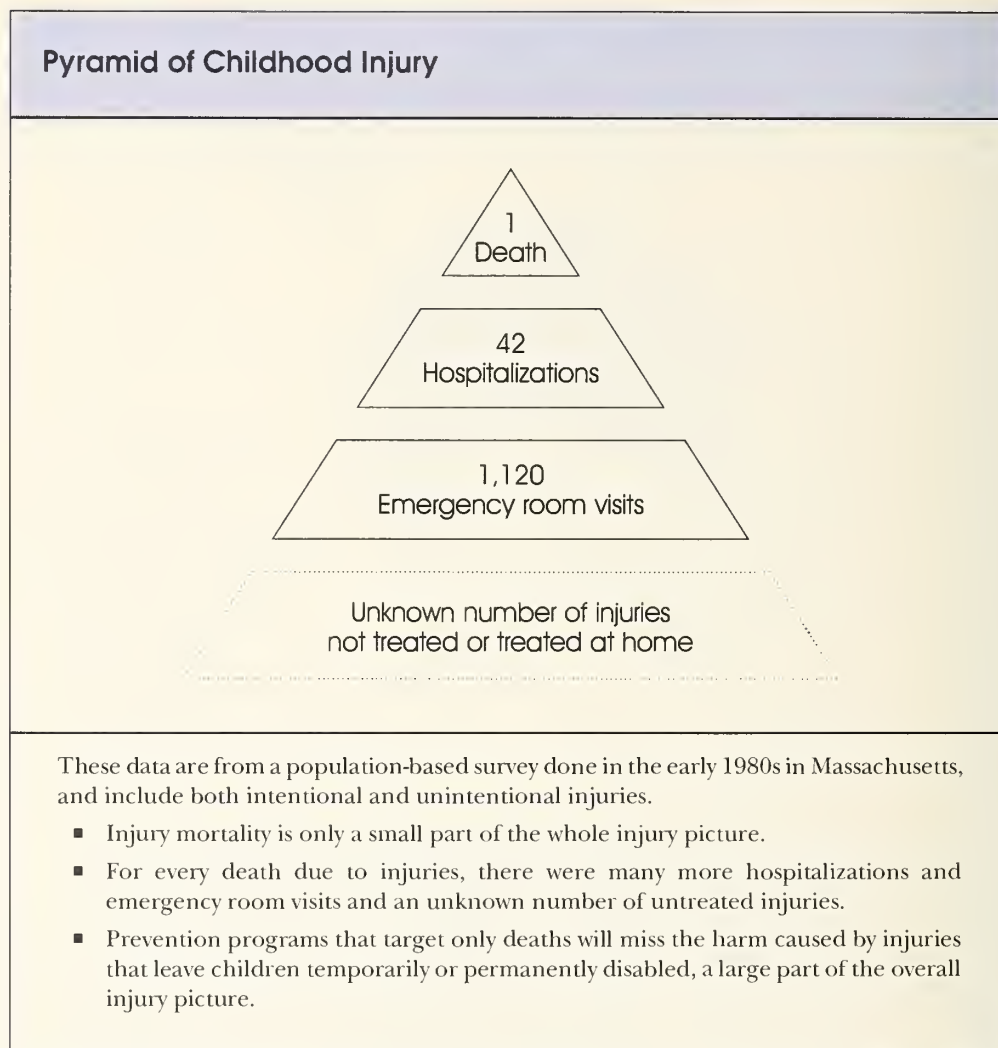 Pyramid of Childhood Injury
1
Death
42
Hospitalizations
1,120
Emergency room visits
Unknown number of injuries
not treated or treated at home
These data are from a population-based survey done in the early 1980s in Massachusetts,
and include both intentional and unintentional injuries.
■ Injury mortality is only a small part of the whole injury picture.
■ For every death due to injuries, there were many more hospitalizations and
emergency room visits and an unknown number of untreated injuries.
■ Prevention programs that target only deaths will miss the harm caused by injuries
that leave children temporarily or permanently disabled, a large part of the overall
injury picture.